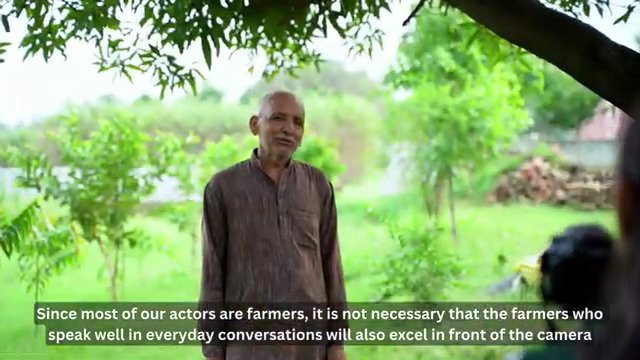 Since most of our actors are farmers, it is not necessary that the farmers who
speak well in everyday conversations will also excel in front of the camera